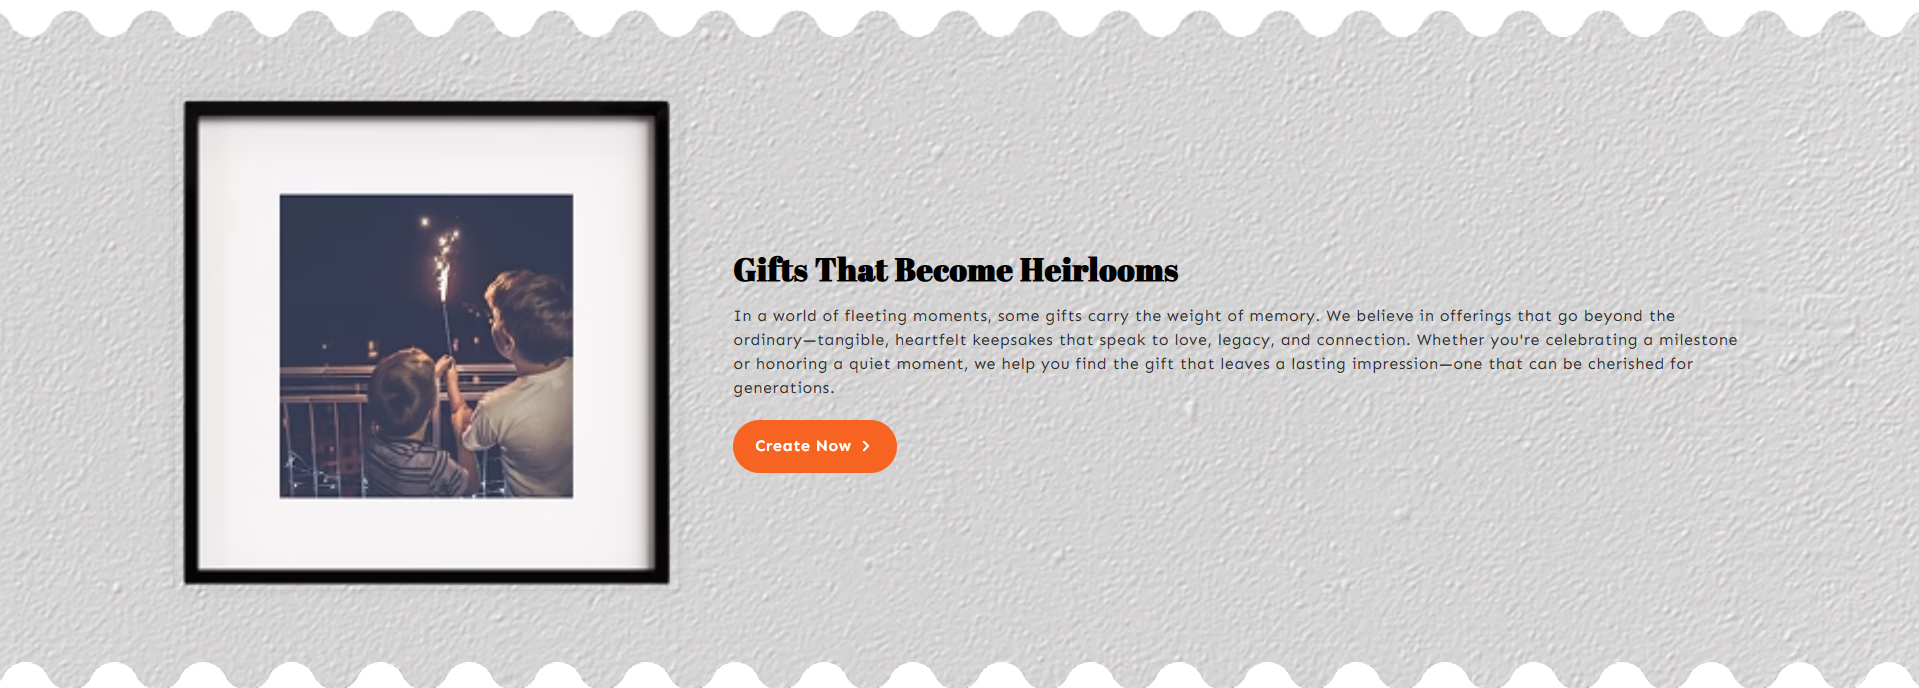 Gifts That Become Heirlooms
In a world of fleeting moments, some gifts carry the weight of memory. We believe in offerings that go beyond the
ordinary—tangible, heartfelt keepsakes that speak to love, legacy, and connection. Whether you're celebrating a milestone
or honoring a quiet moment, we help you find the gift that leaves a lasting impression—one that can be cherished for
generations.
Create Now